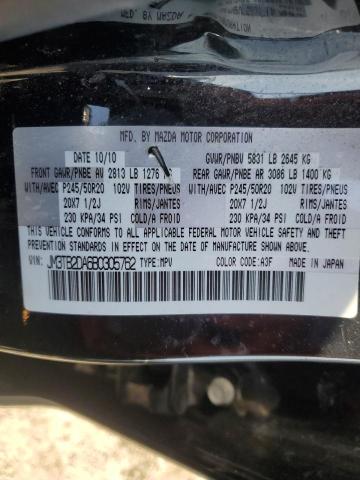 MFD. BY MAZDA MOTOR CORPORATION
DATE 10/10 GVWR/PNBV 5831 LB 2645 KG
FRONT GAWR/PNBE AV 2813 LB 1276 REAR GAWR/PNBE AR 3086 LB 1400 KG
WITH/AVEC P245/50R20 102V TIRES/PNEUS WITH/AVEC P245/50R20 102V TIRES/PNEUS
20X7 1/2J RIMS/JANTES 20X7 1/2J RIMS/JANTES
230 KPA/34 PSI COLD/A FROID 230 KPA/34 PSI COLD/A FROID
THIS VEHICLE CONFORMS TO ALL APPLICABLE FEDERAL MOTOR VEHICLE SAFETY
STANDARDS IN EFFECT ON THE DATE OF MANUFACTURE SHOWN ABOVE.
VIN: JM3TB2DA6B0305762 TYPE:MPV COLOR CODE: A3F MADE IN JAPAN